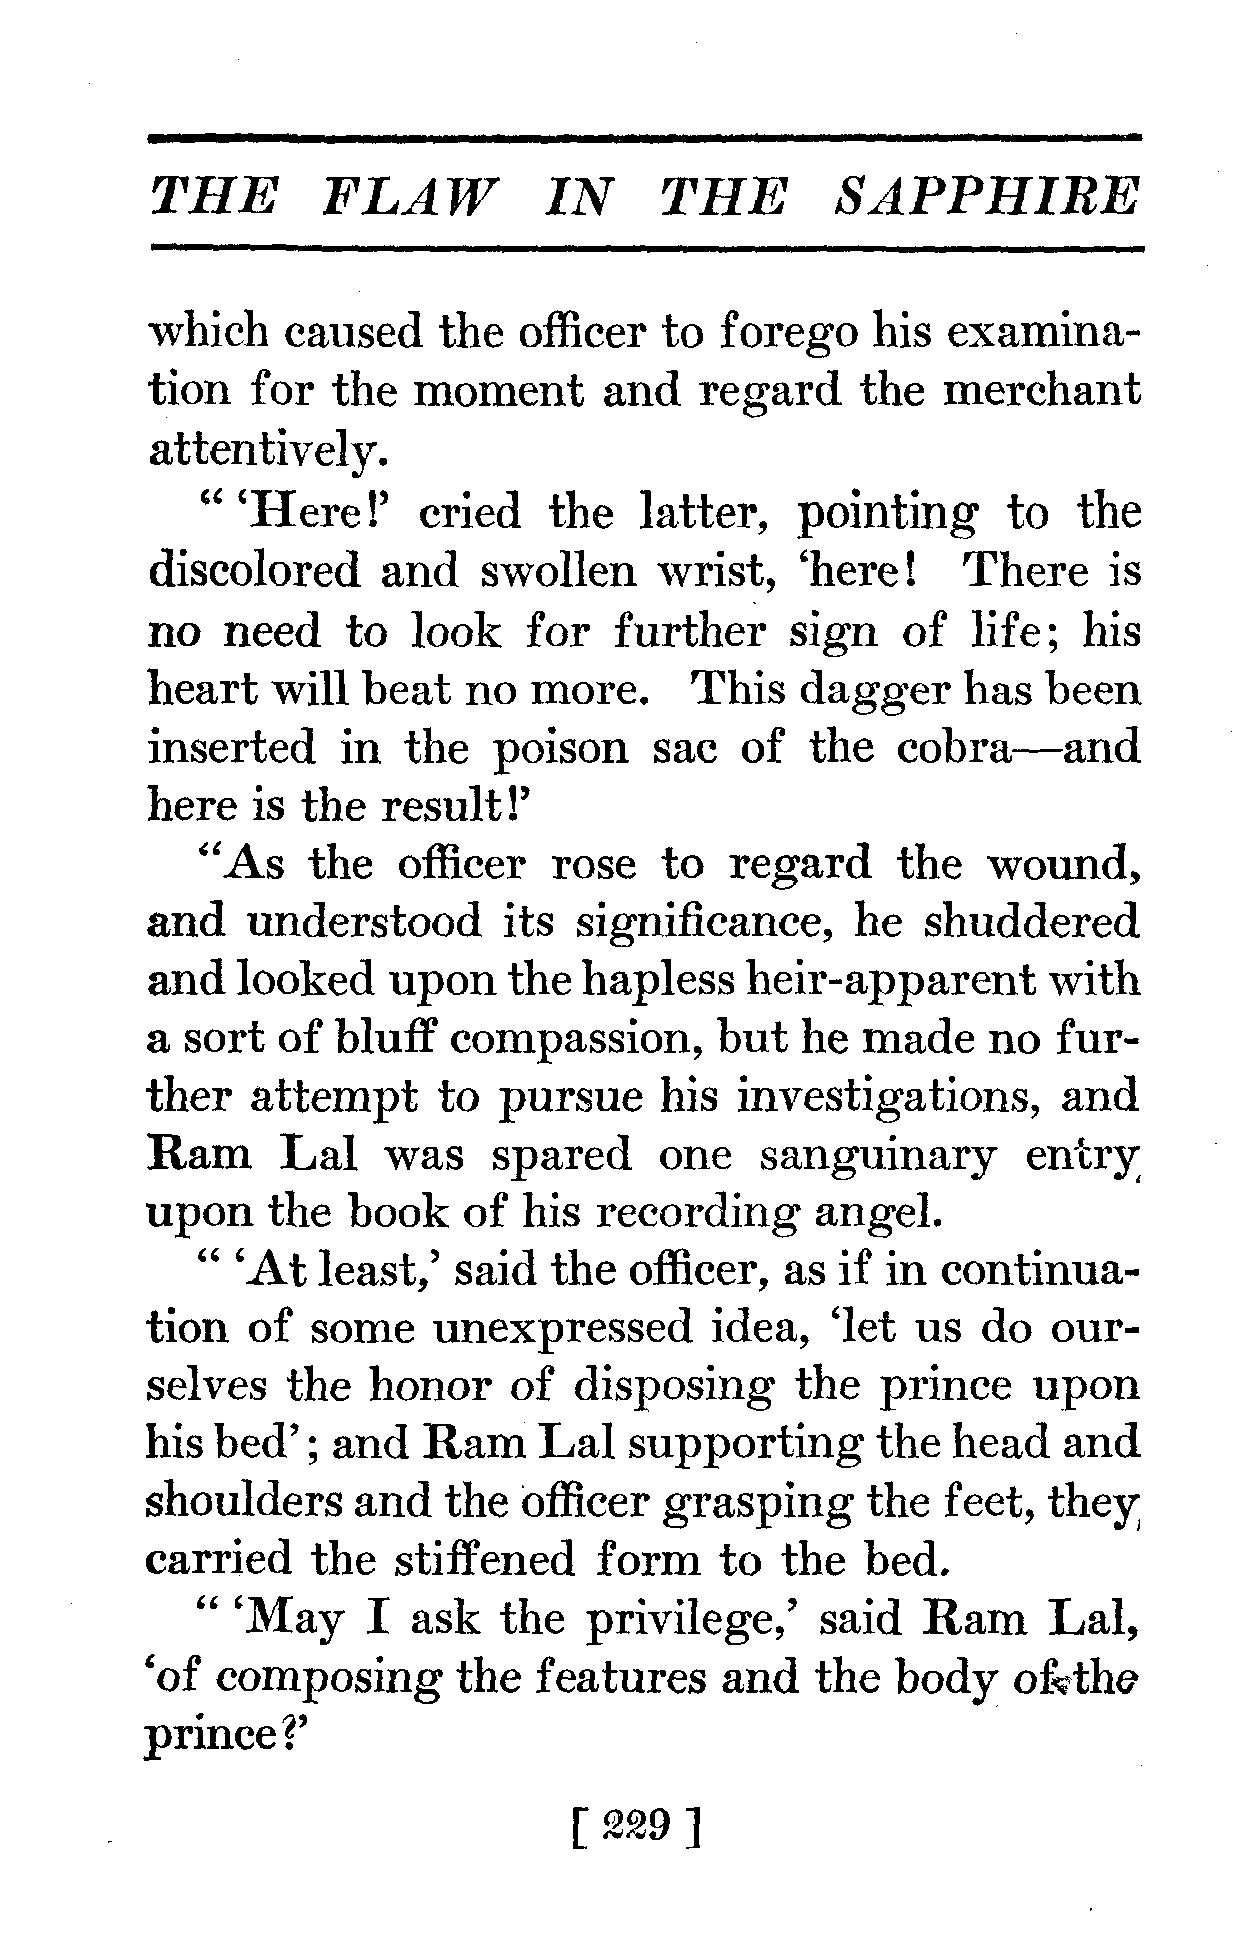 THE FLAW IN THE SAPPHIRE
which caused the officer to forego his examina-
tion for the moment and regard the merchant
attentively.
" 'Here!' cried the latter, pointing to the
discolored and swollen wrist, 'here! There is
no need to look for further sign of life; his
heart will beat no more. This dagger has been
inserted in the poison sac of the cobra—and
here is the result!'
"As the officer rose to regard the wound,
and understood its significance, he shuddered
and looked upon the hapless heir-apparent with
a sort of bluff compassion, but he made no fur-
ther attempt to pursue his investigations, and
Ram Lal was spared one sanguinary entry
upon the book of his recording angel.
" 'At least,' said the officer, as if in continua-
tion of some unexpressed idea, 'let us do our-
selves the honor of disposing the prince upon
his bed'; and Ram Lal supporting the head and
shoulders and the officer grasping the feet, they
carried the stiffened form to the bed.
" 'May I ask the privilege,' said Ram Lal,
'of composing the features and the body of the
prince?'
[ 229 ]